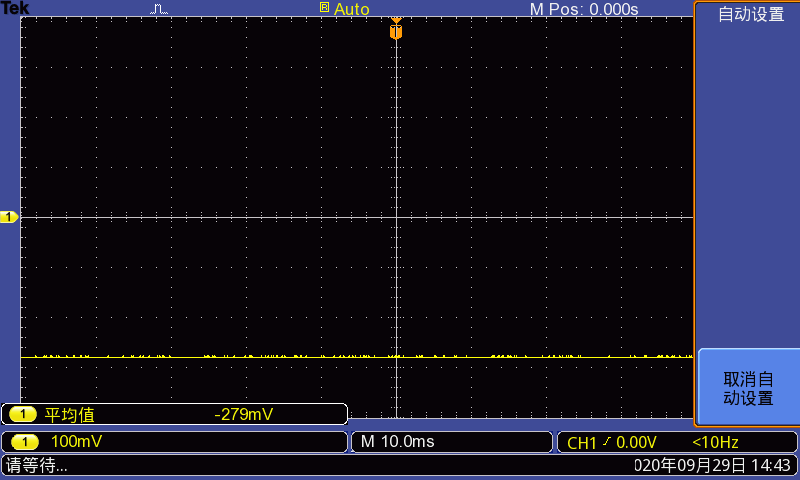 Tek
R Auto
M Pos: 0.000s
自动设置
T
1
取消自
动设置
1 平均值 -279mV
1 100mV
M 10.0ms
CH1 0.00V <10Hz
请等待...
020年09月29日 14:43